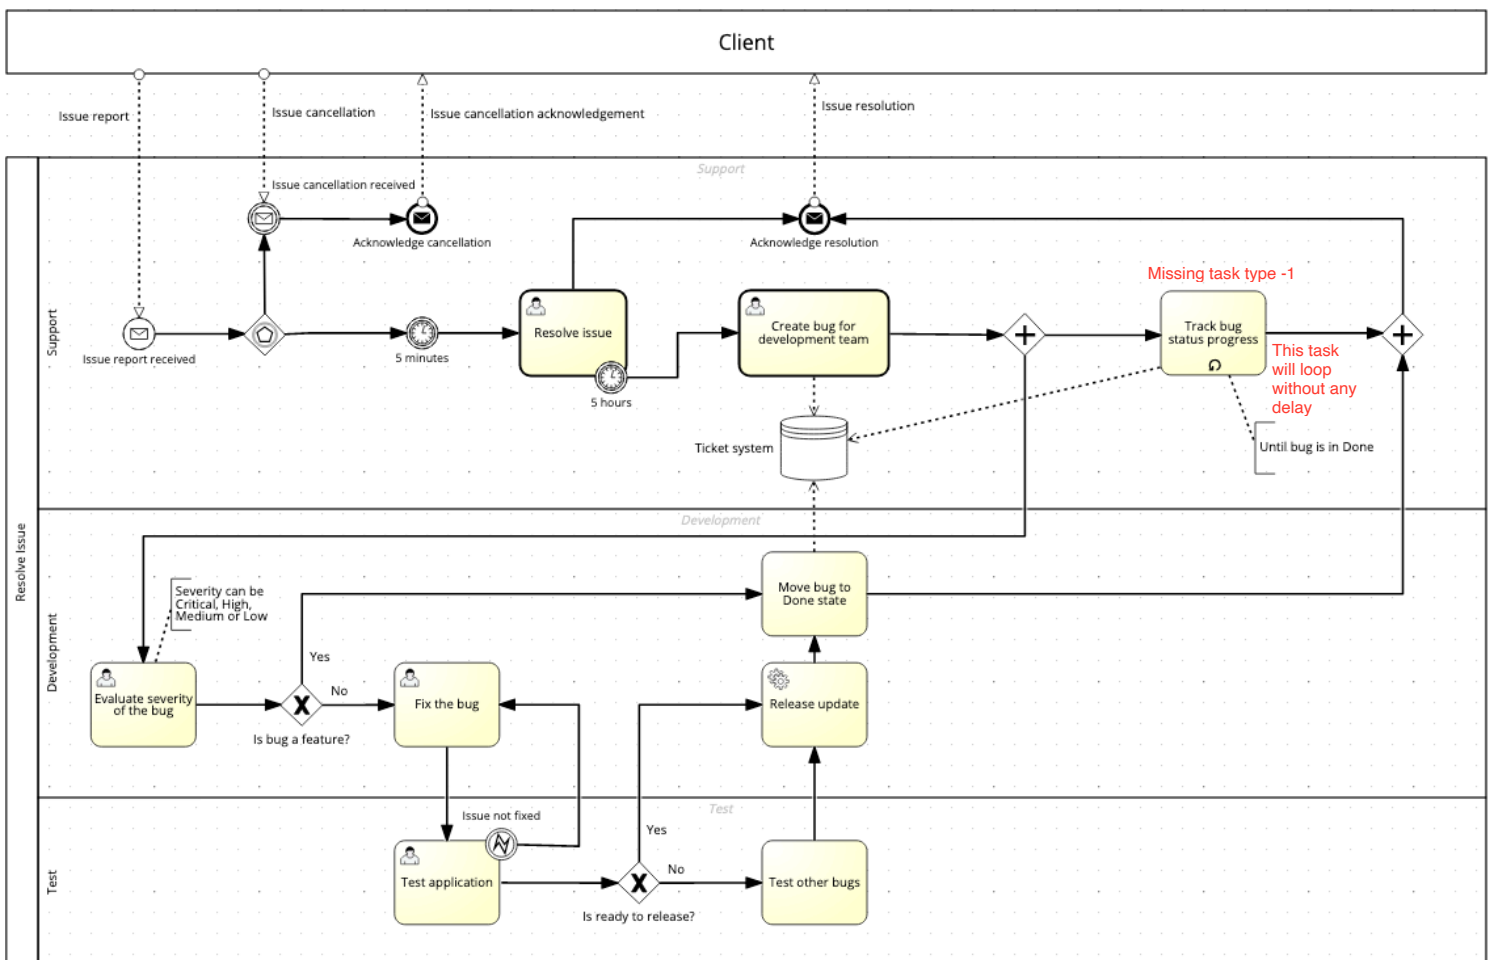 Client
Issue report
Issue cancellation
Issue cancellation acknowledgement
Issue resolution
Support
Issue cancellation received
Acknowledge cancellation
Acknowledge resolution
Missing task type -1
Support
Issue report received
5 minutes
Resolve issue
5 hours
Create bug for
development team
Track bug
status progress
This task
will loop
without any
delay
Ticket system
Until bug is in Done
Resolve Issue
Development
Development
Severity can be
Critical, High,
Medium or Low
Move bug to
Done state
Yes
No
Evaluate severity
of the bug
Is bug a feature?
Fix the bug
Release update
Test
Test
Issue not fixed
Yes
No
Test application
Is ready to release?
Test other bugs